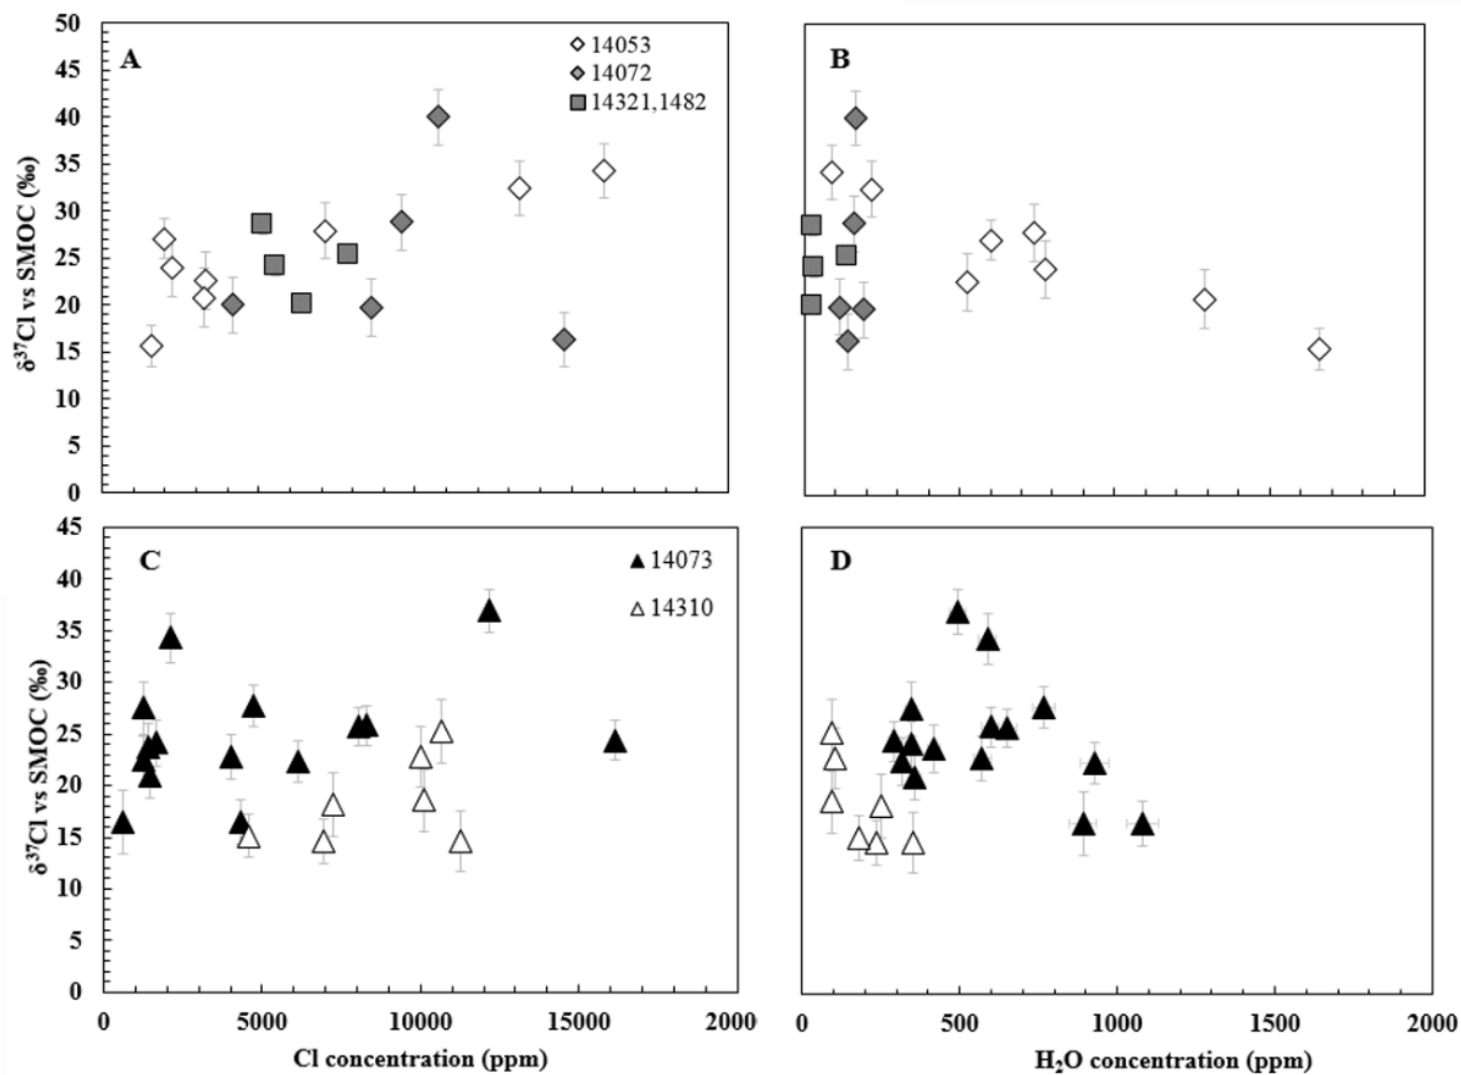 A
14053
14072
14321,1482
50
45
40
35
30
25
20
15
10
5
0
δ³⁷Cl vs SMOC (‰)
B
C
14073
14310
45
40
35
30
25
20
15
10
5
0
δ³⁷Cl vs SMOC (‰)
0 5000 10000 15000 2000
Cl concentration (ppm)
D
0 500 1000 1500 2000
H₂O concentration (ppm)